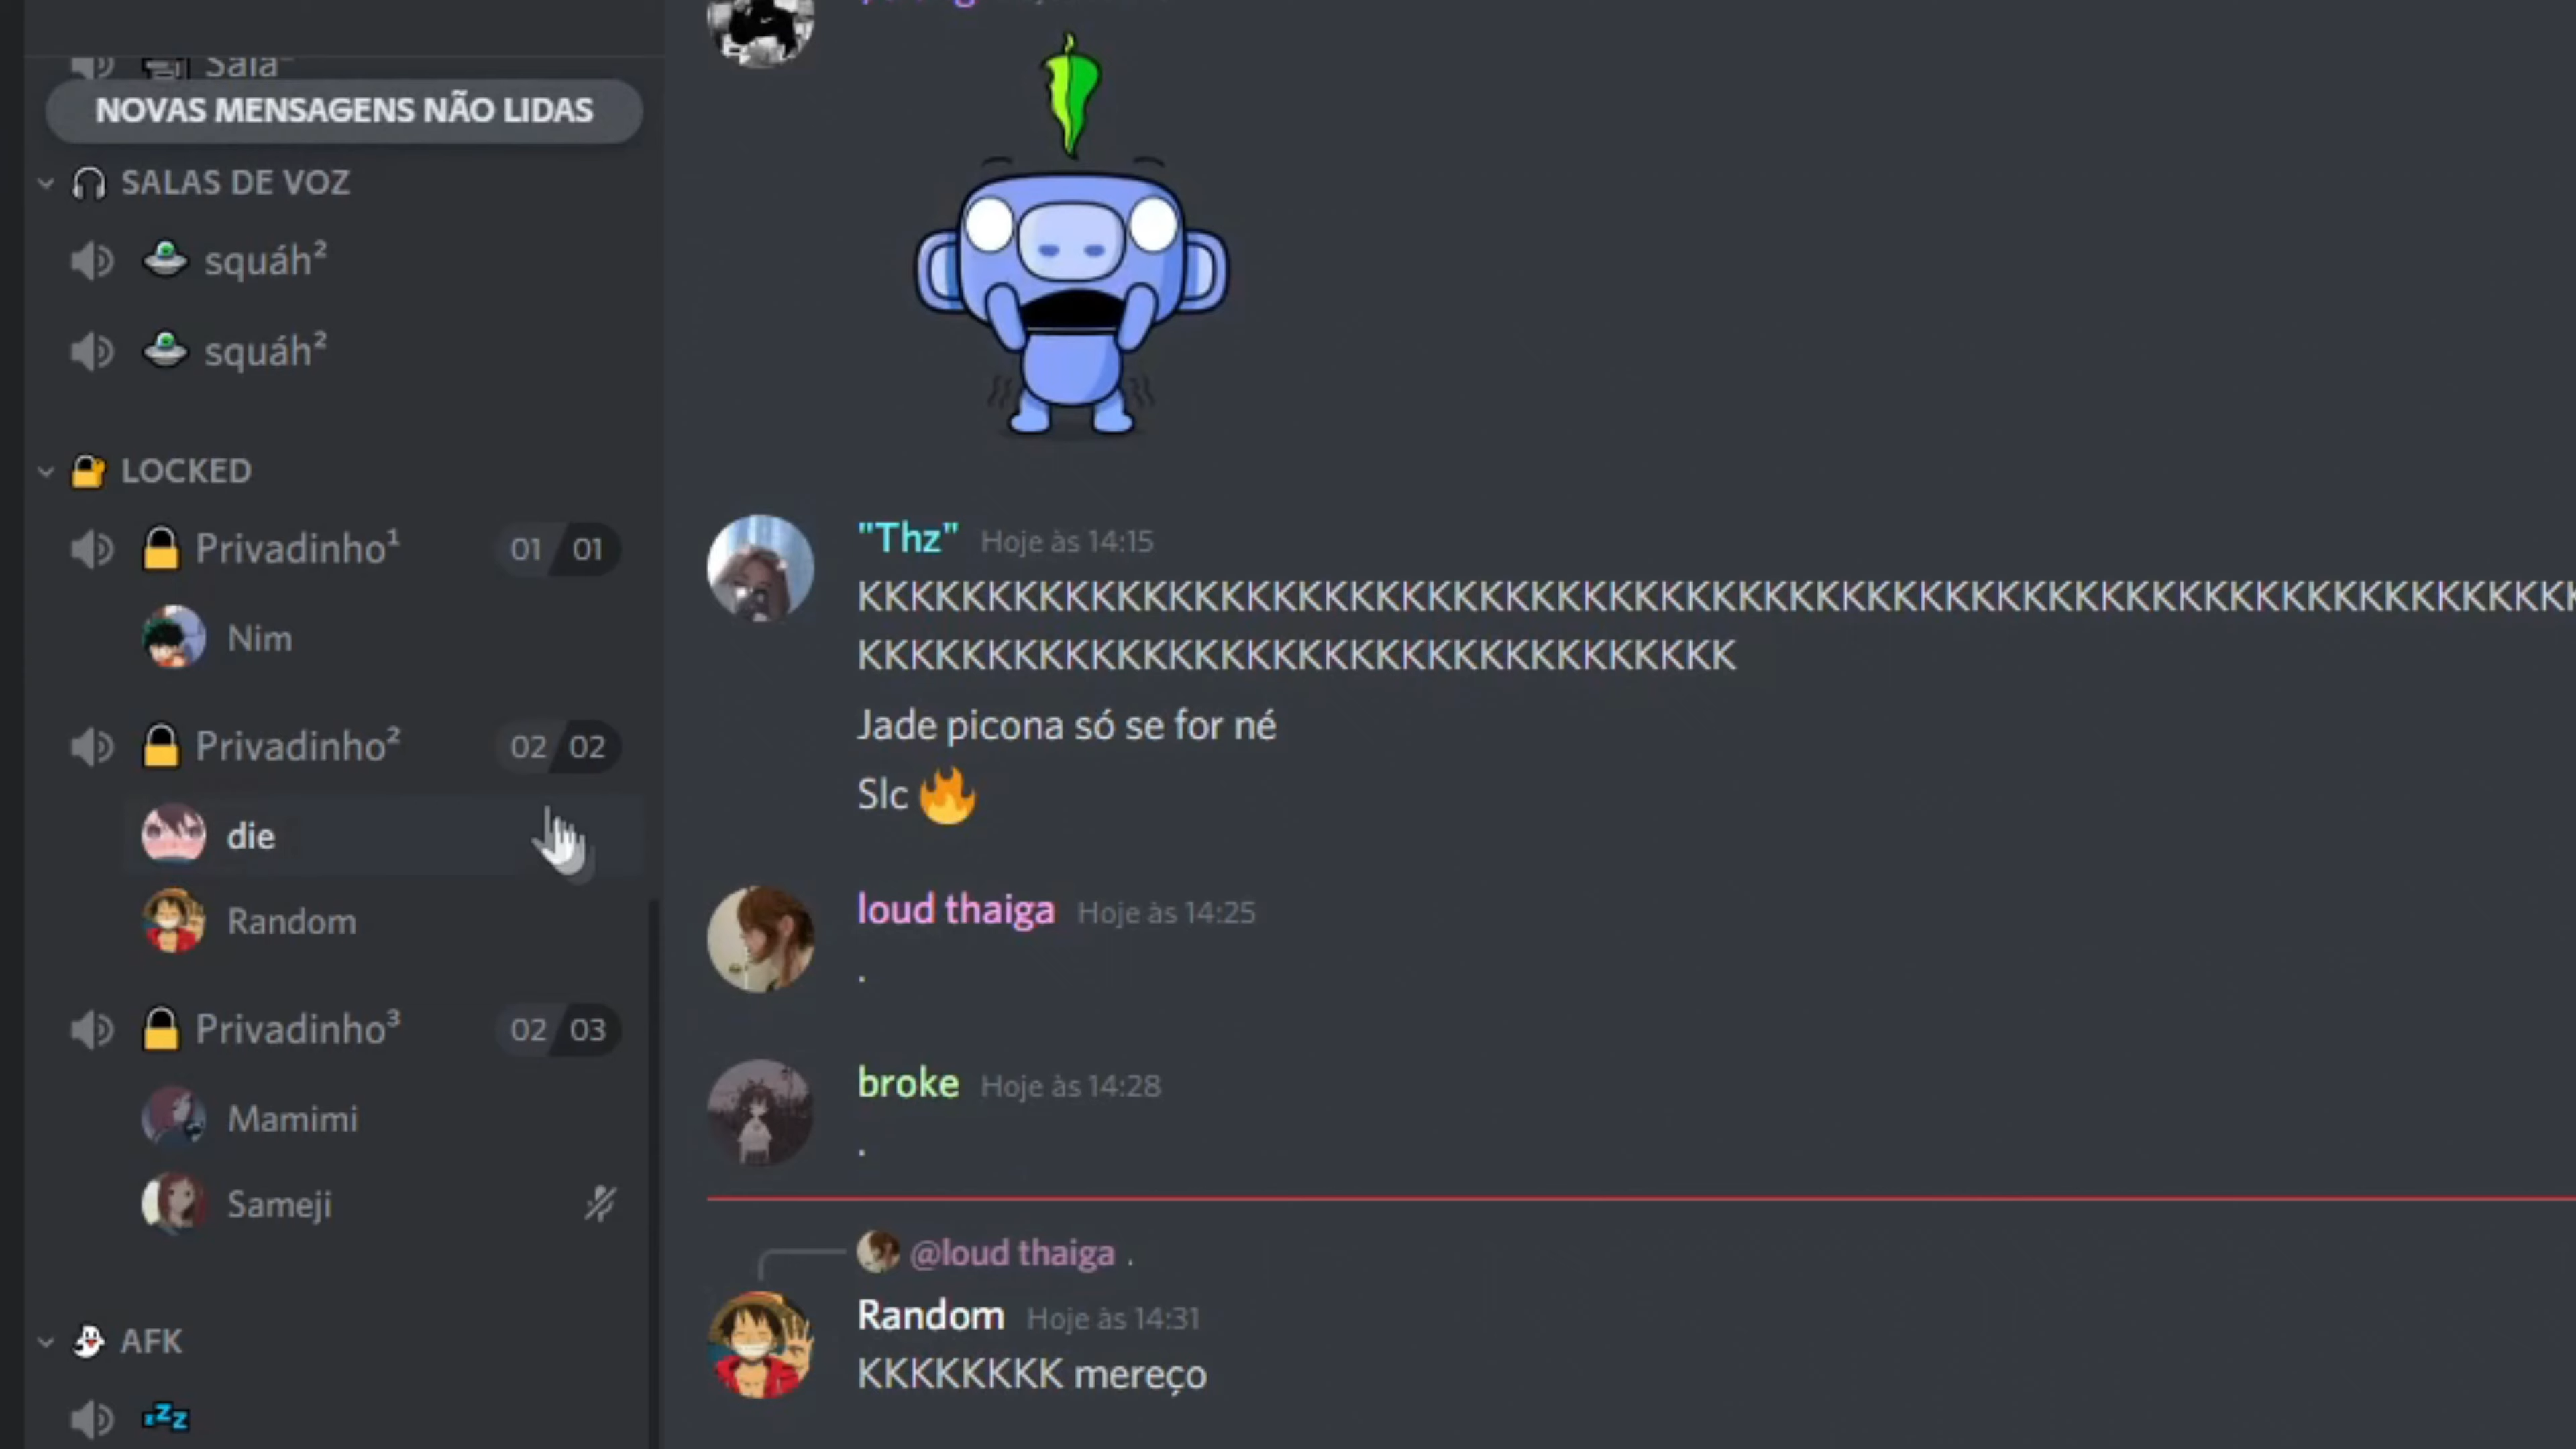 Sala
NOVAS MENSAGENS NÃO LIDAS
SALAS DE VOZ
squáh²
squáh²
LOCKED
Privadinho¹ 01 01
Nim
Privadinho² 02 02
die
Random
Privadinho³ 02 03
Mamimi
Sameji
AFK
zzz
"Thz" Hoje às 14:15
KKKKKKKKKKKKKKKKKKKKKKKKKKKKKKKKKKKKKKKKKKKKKKKKKKKKKKKKKKKKKKKKKKK
KKKKKKKKKKKKKKKKKKKKKKKKKKKKKKKKKK
Jade picona só se for né
Slc 🔥
loud thaiga Hoje às 14:25
.
broke Hoje às 14:28
.
@loud thaiga .
Random Hoje às 14:31
KKKKKKKK mereço